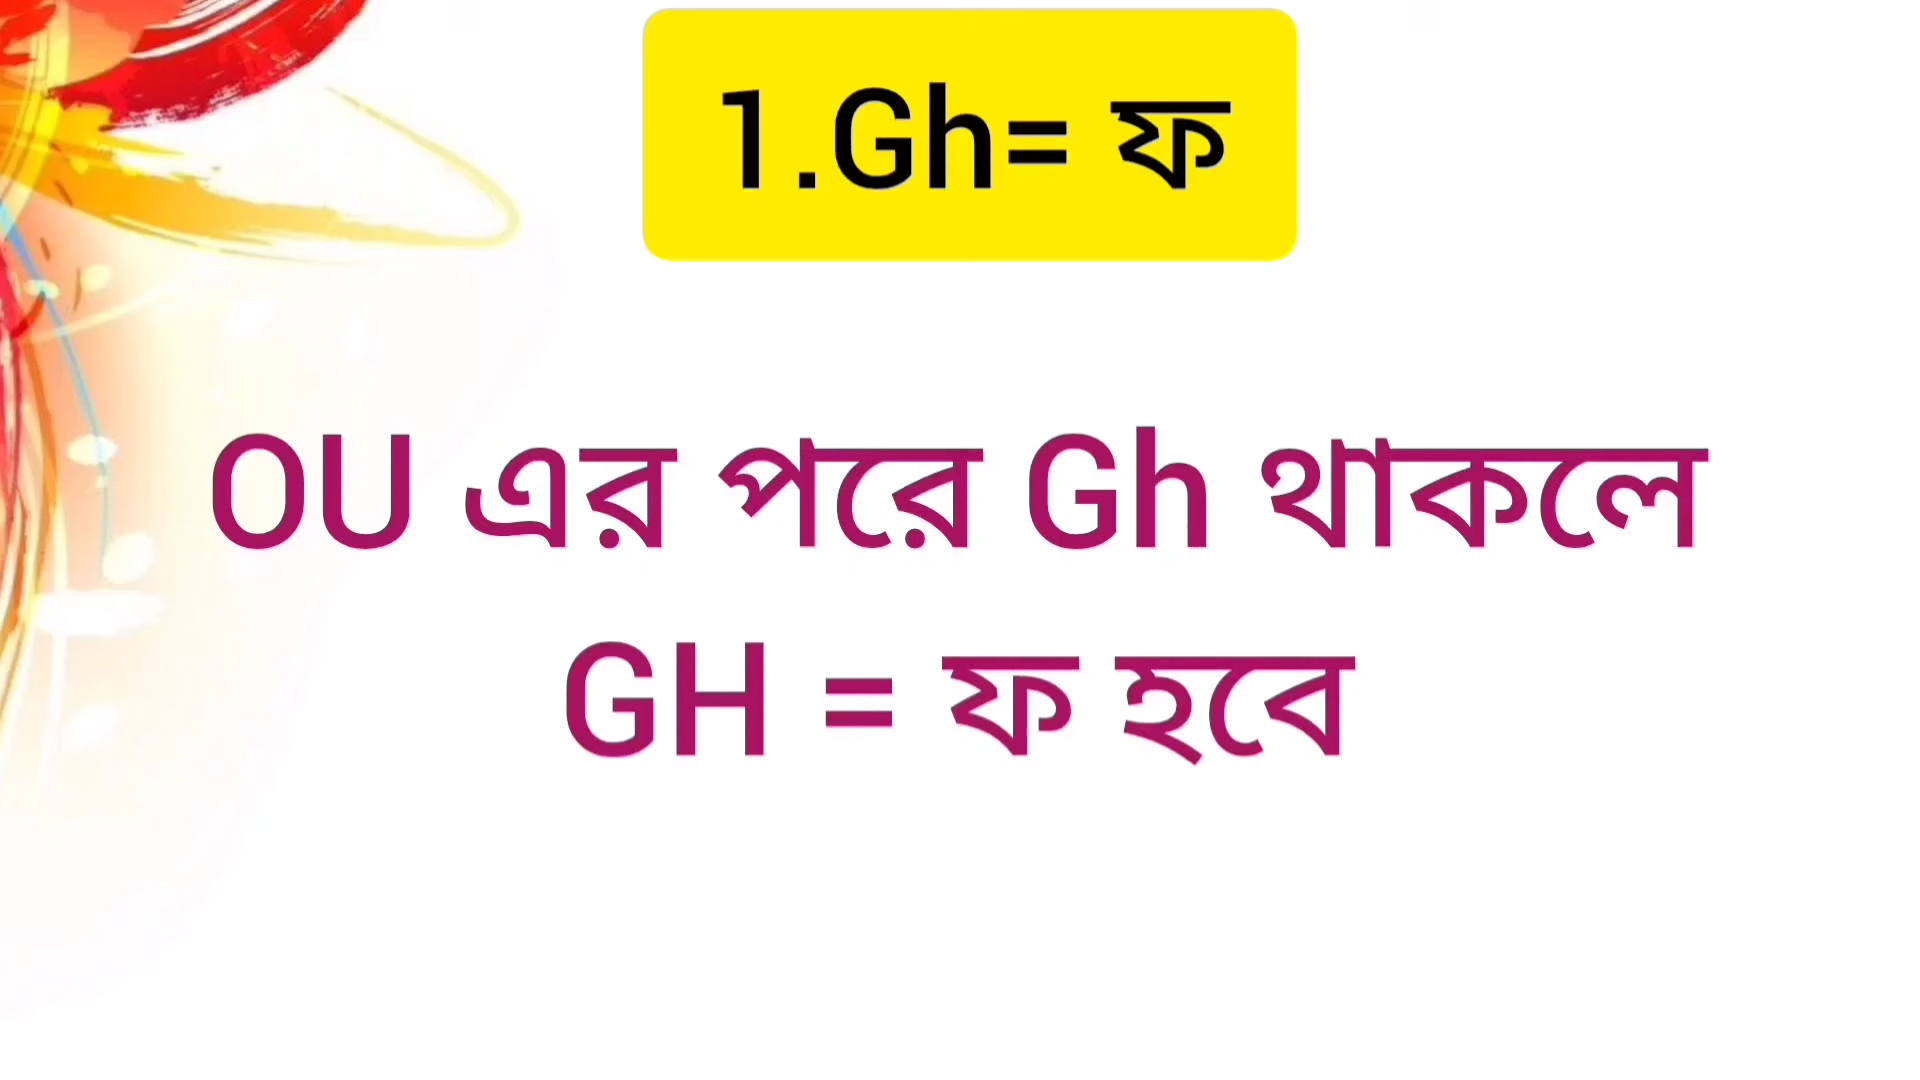 1.Gh= ফ
OU এর পরে Gh থাকলে
GH = ফ হবে